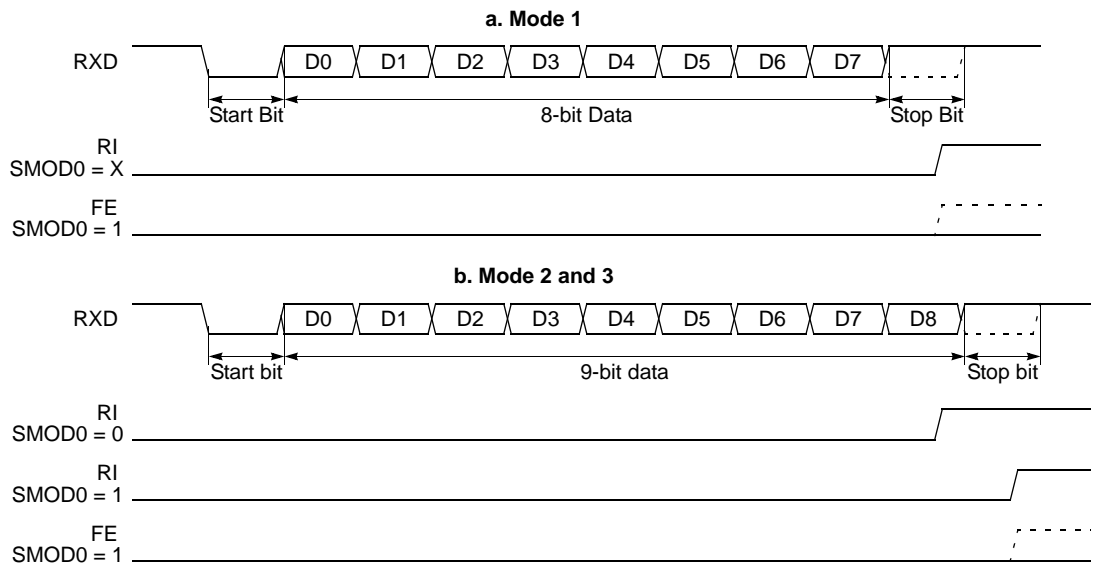 a. Mode 1
RXD D0 D1 D2 D3 D4 D5 D6 D7
Start Bit 8-bit Data Stop Bit
RI
SMOD0 = X
FE
SMOD0 = 1
b. Mode 2 and 3
RXD D0 D1 D2 D3 D4 D5 D6 D7 D8
Start bit 9-bit data Stop bit
RI
SMOD0 = 0
RI
SMOD0 = 1
FE
SMOD0 = 1